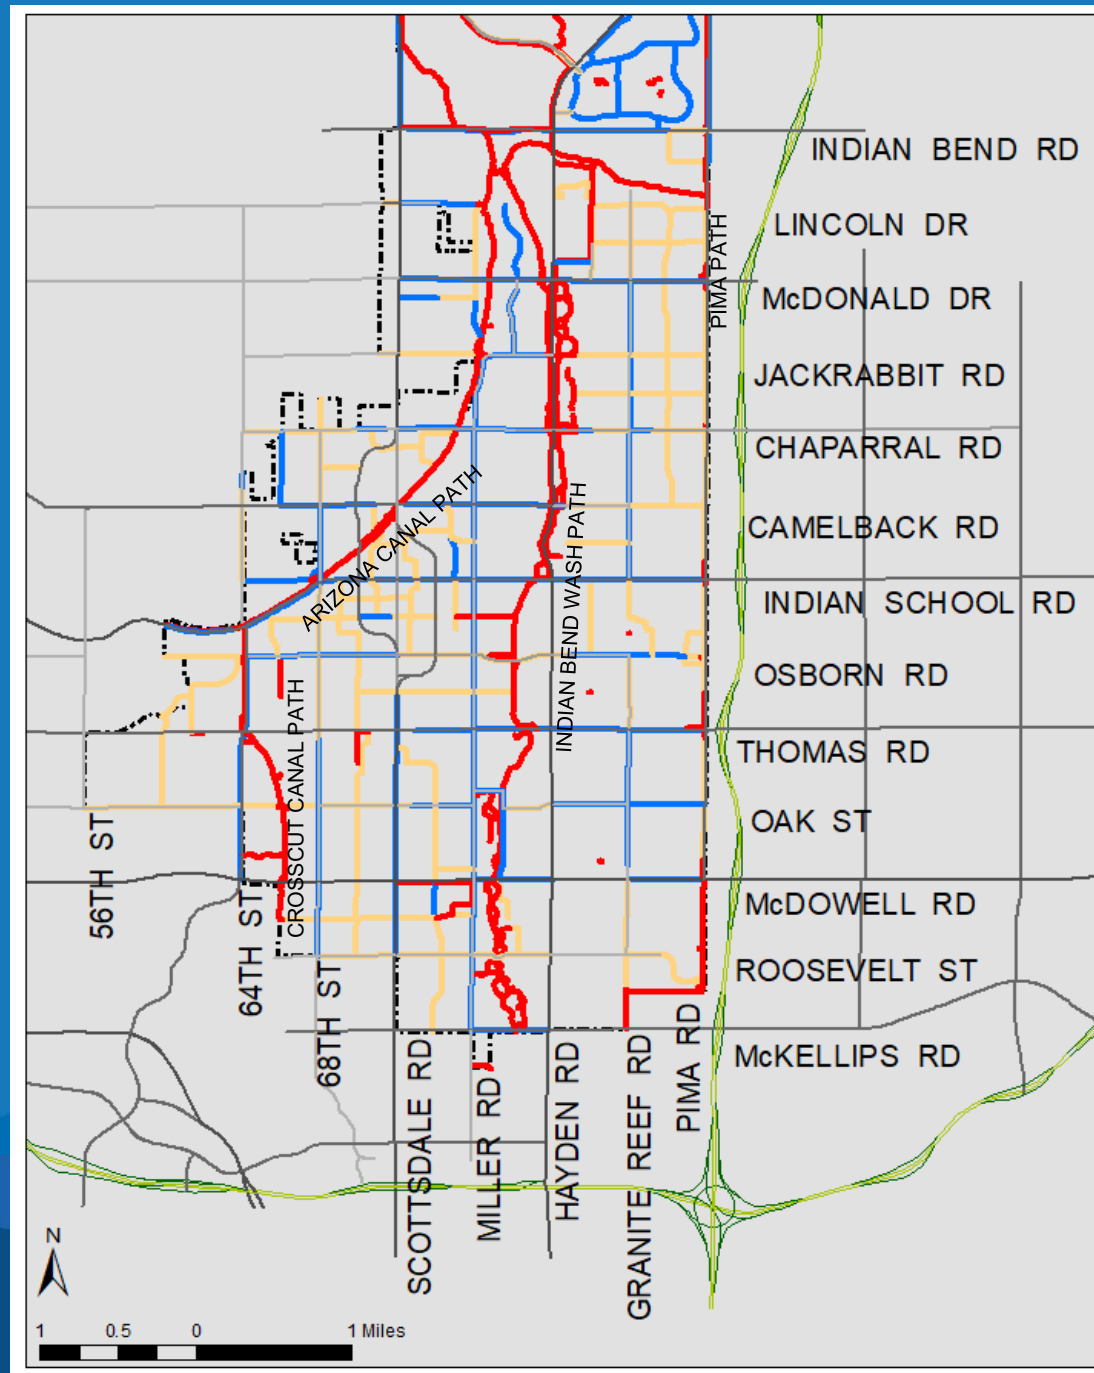 INDIAN BEND RD
LINCOLN DR
PIMA PATH
McDONALD DR
JACKRABBIT RD
CHAPARRAL RD
ARIZONA CANAL PATH
INDIAN BEND WASH PATH
CAMELBACK RD
INDIAN SCHOOL RD
OSBORN RD
CROSSCUT CANAL PATH
THOMAS RD
OAK ST
56TH ST
64TH ST
68TH ST
McDOWELL RD
ROOSEVELT ST
McKELLIPS RD
SCOTTSDALE RD
MILLER RD
HAYDEN RD
GRANITE REEF RD
PIMA RD
N
1 0.5 0 1 Miles